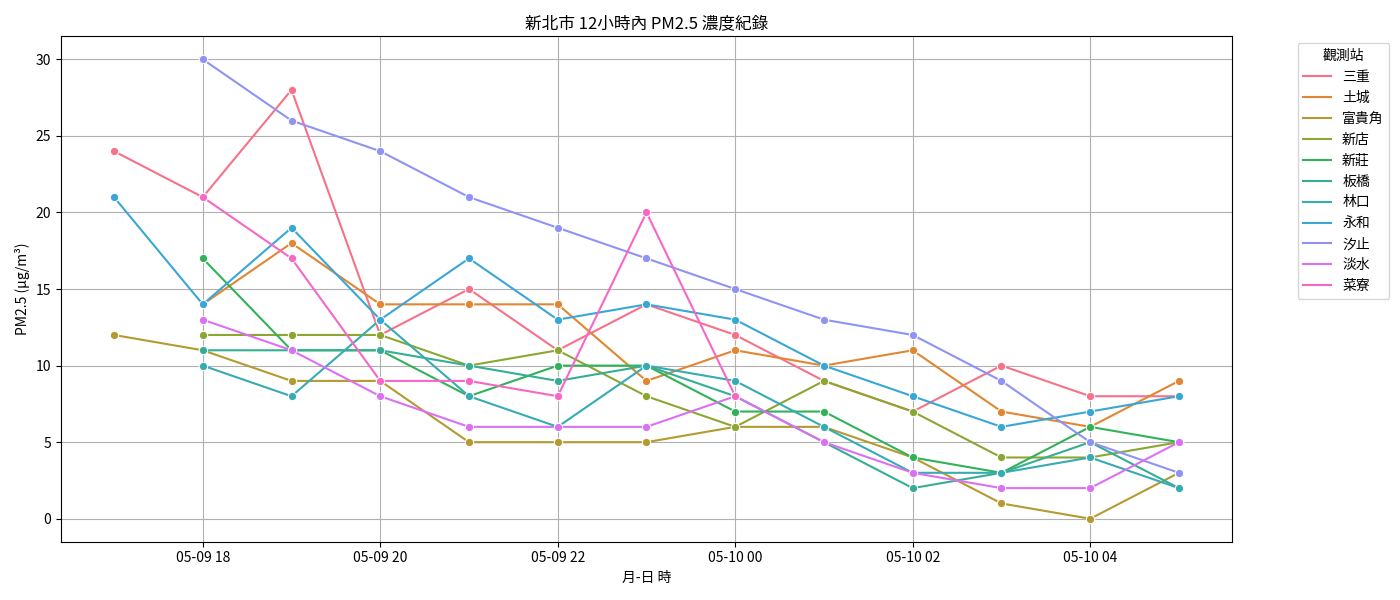 新北市 12小時內 PM2.5 濃度紀錄
30
25
20
15
10
5
0
PM2.5 (μg/m³)
05-09 18
05-09 20
05-09 22
05-10 00
05-10 02
05-10 04
月-日 時
觀測站
三重
土城
富貴角
新店
新莊
板橋
林口
永和
汐止
淡水
菜寮